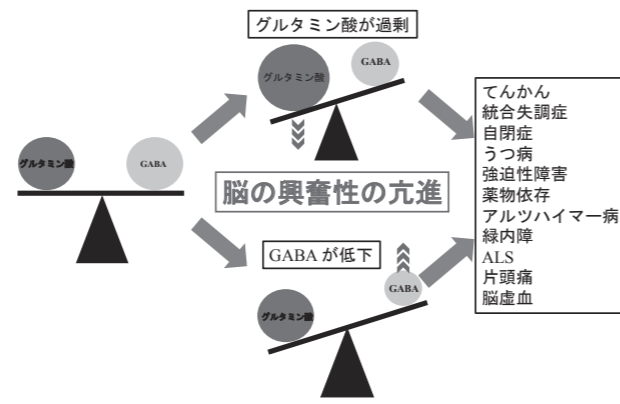 グルタミン酸が過剰
グルタミン酸
GABA
グルタミン酸
GABA
脳の興奮性の亢進
GABAが低下
GABA
グルタミン酸
てんかん
統合失調症
自閉症
うつ病
強迫性障害
薬物依存
アルツハイマー病
緑内障
ALS
片頭痛
脳虚血